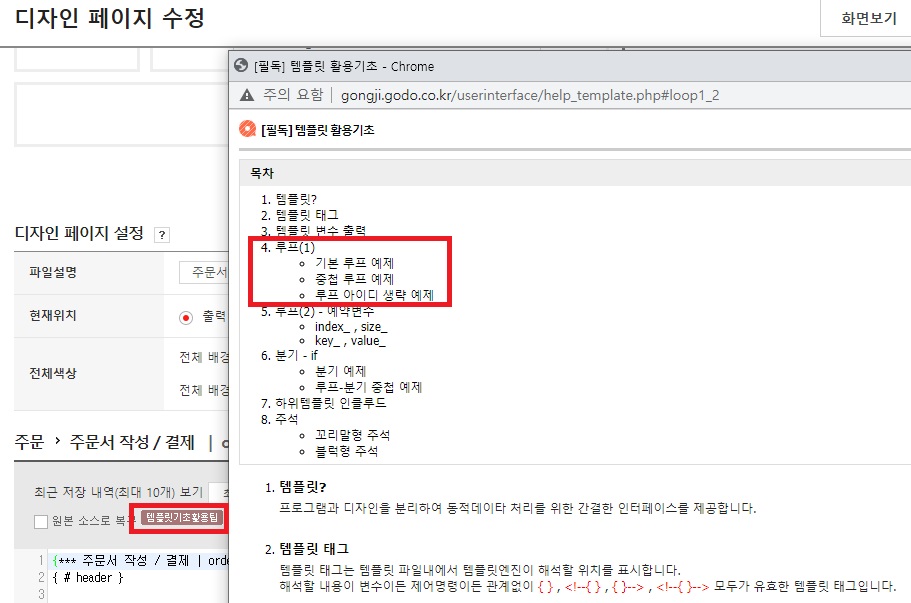 디자인 페이지 수정
화면보기
[필독] 템플릿 활용기초 - Chrome
주의 요함 | gongji.godo.co.kr/userinterface/help_template.php#loop1_2
[필독] 템플릿 활용기초
목차
1. 템플릿?
2. 템플릿 태그
3. 템플릿 변수 출력
4. 루프(1)
기본 루프 예제
중첩 루프 예제
루프 아이디 생략 예제
5. 루프(2) - 예약변수
index_ , size_
key_ , value_
6. 분기 - if
분기 예제
루프-분기 중첩 예제
7. 하위템플릿 인클루드
8. 주석
꼬리말형 주석
블럭형 주석
1. 템플릿?
프로그램과 디자인을 분리하여 동적데이타 처리를 위한 간결한 인터페이스를 제공합니다.
2. 템플릿 태그
템플릿 태그는 템플릿 파일내에서 템플릿엔진이 해석할 위치를 표시합니다.
해석할 내용이 변수이든 제어명령이든 관계없이 { } , <!--{ } , { }--> , <!--{ }--> 모두가 유효한 템플릿 태그입니다.
디자인 페이지 설정 ?
파일설명
주문서
현재위치
출력
전체색상
전체 배경
전체 배경
주문 > 주문서 작성 / 결제 |
최근 저장 내역(최대 10개) 보기
원본 소스로 복구
템플릿기초활용팁
1 {*** 주문서 작성 / 결제 | orde
2 { # header }
3